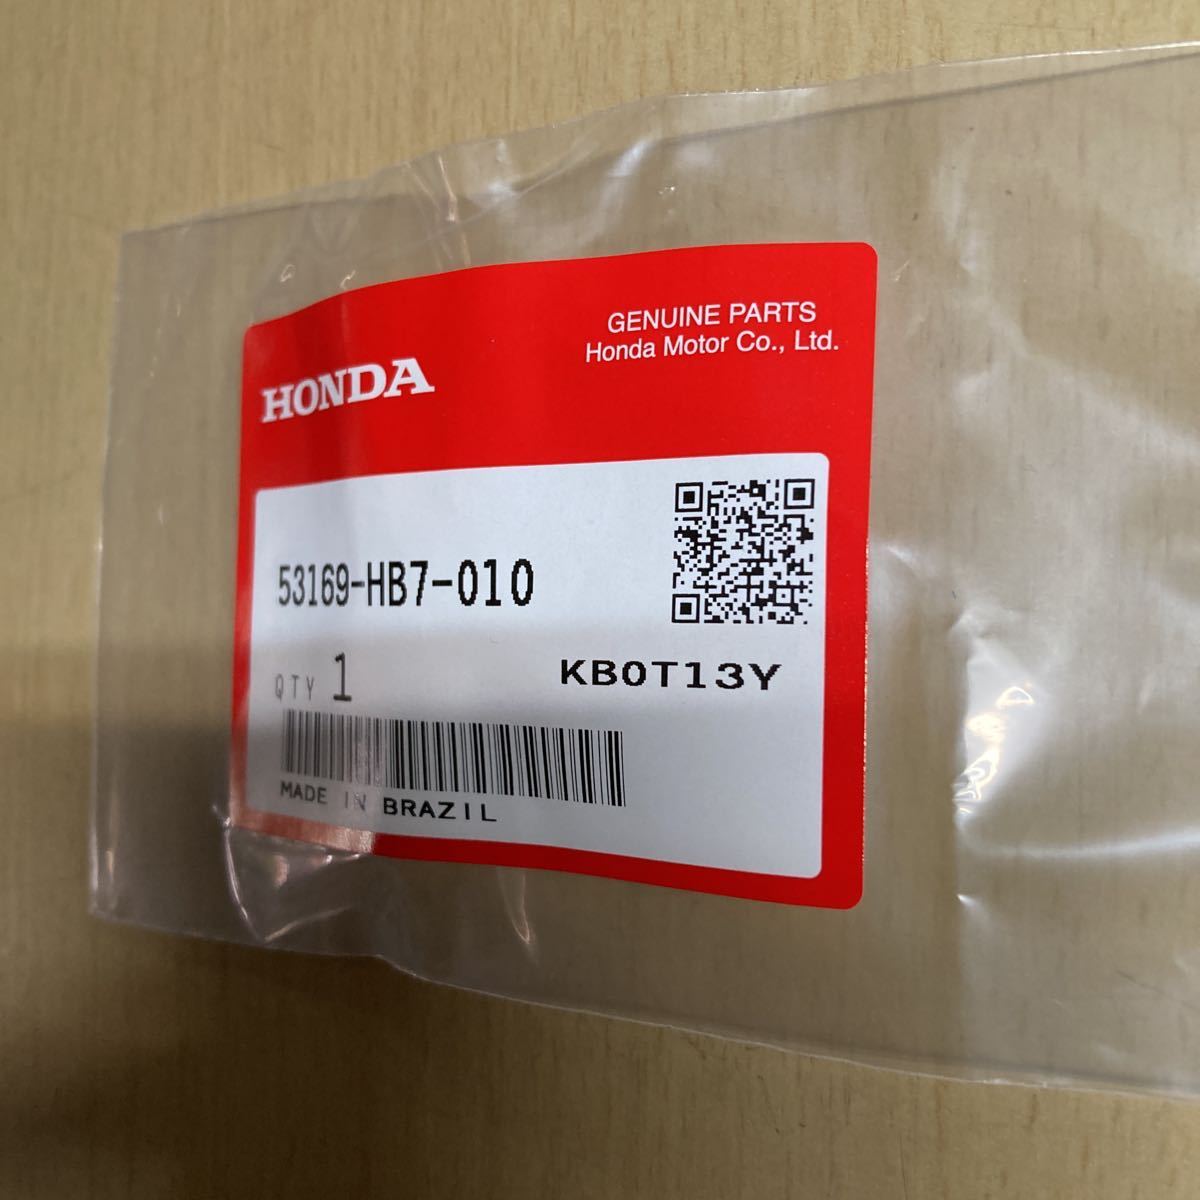 HONDA
GENUINE PARTS
Honda Motor Co., Ltd.
53169-HB7-010
QTY 1
KB0T13Y
MADE IN BRAZIL